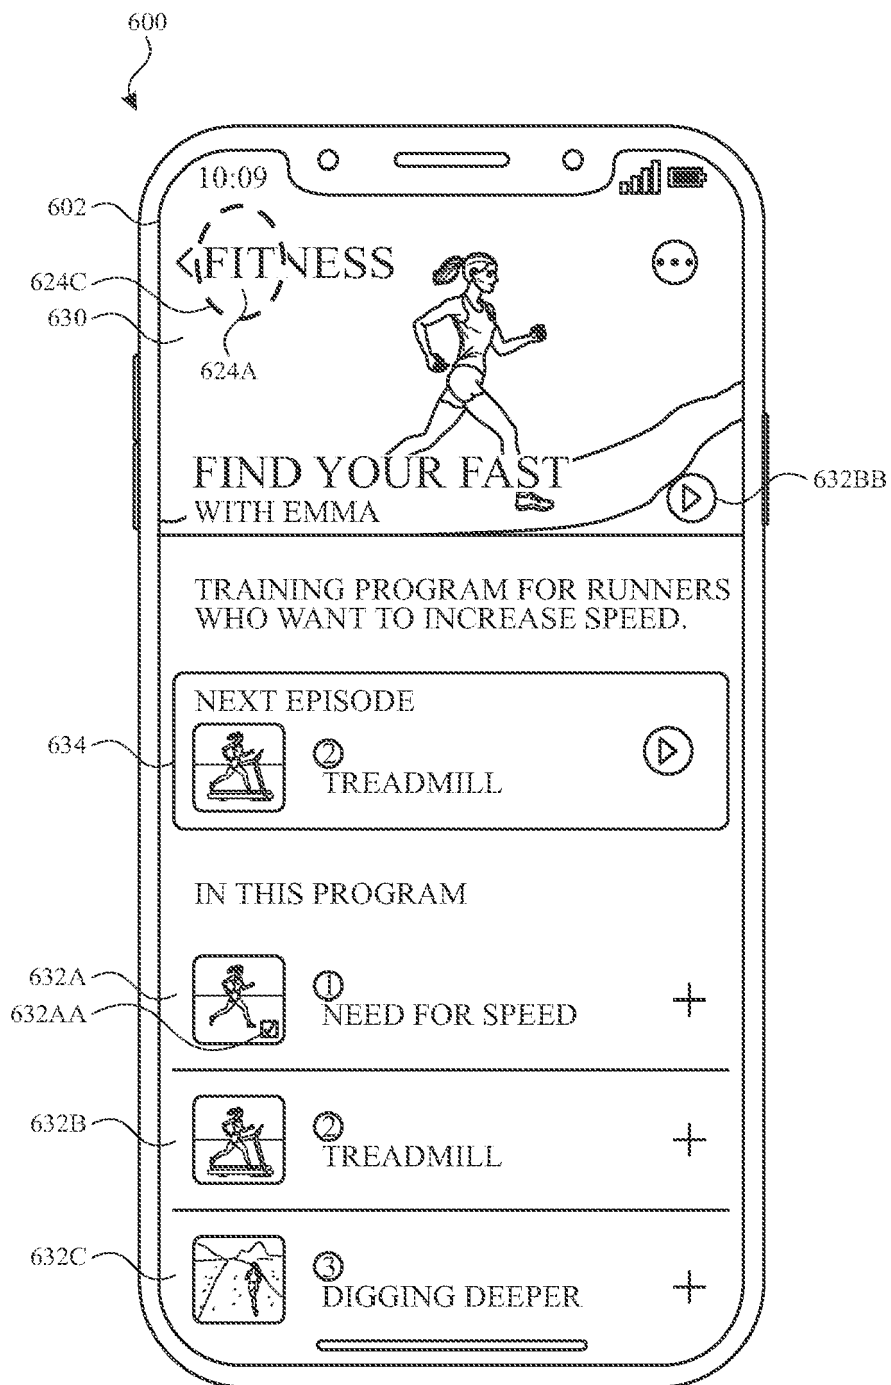 600
10:09
602
FITNESS
624C
630
624A
FIND YOUR FAST
632BB
WITH EMMA
TRAINING PROGRAM FOR RUNNERS
WHO WANT TO INCREASE SPEED.
NEXT EPISODE
634
2
TREADMILL
IN THIS PROGRAM
632A
1
632AA
NEED FOR SPEED
632B
2
TREADMILL
632C
3
DIGGING DEEPER